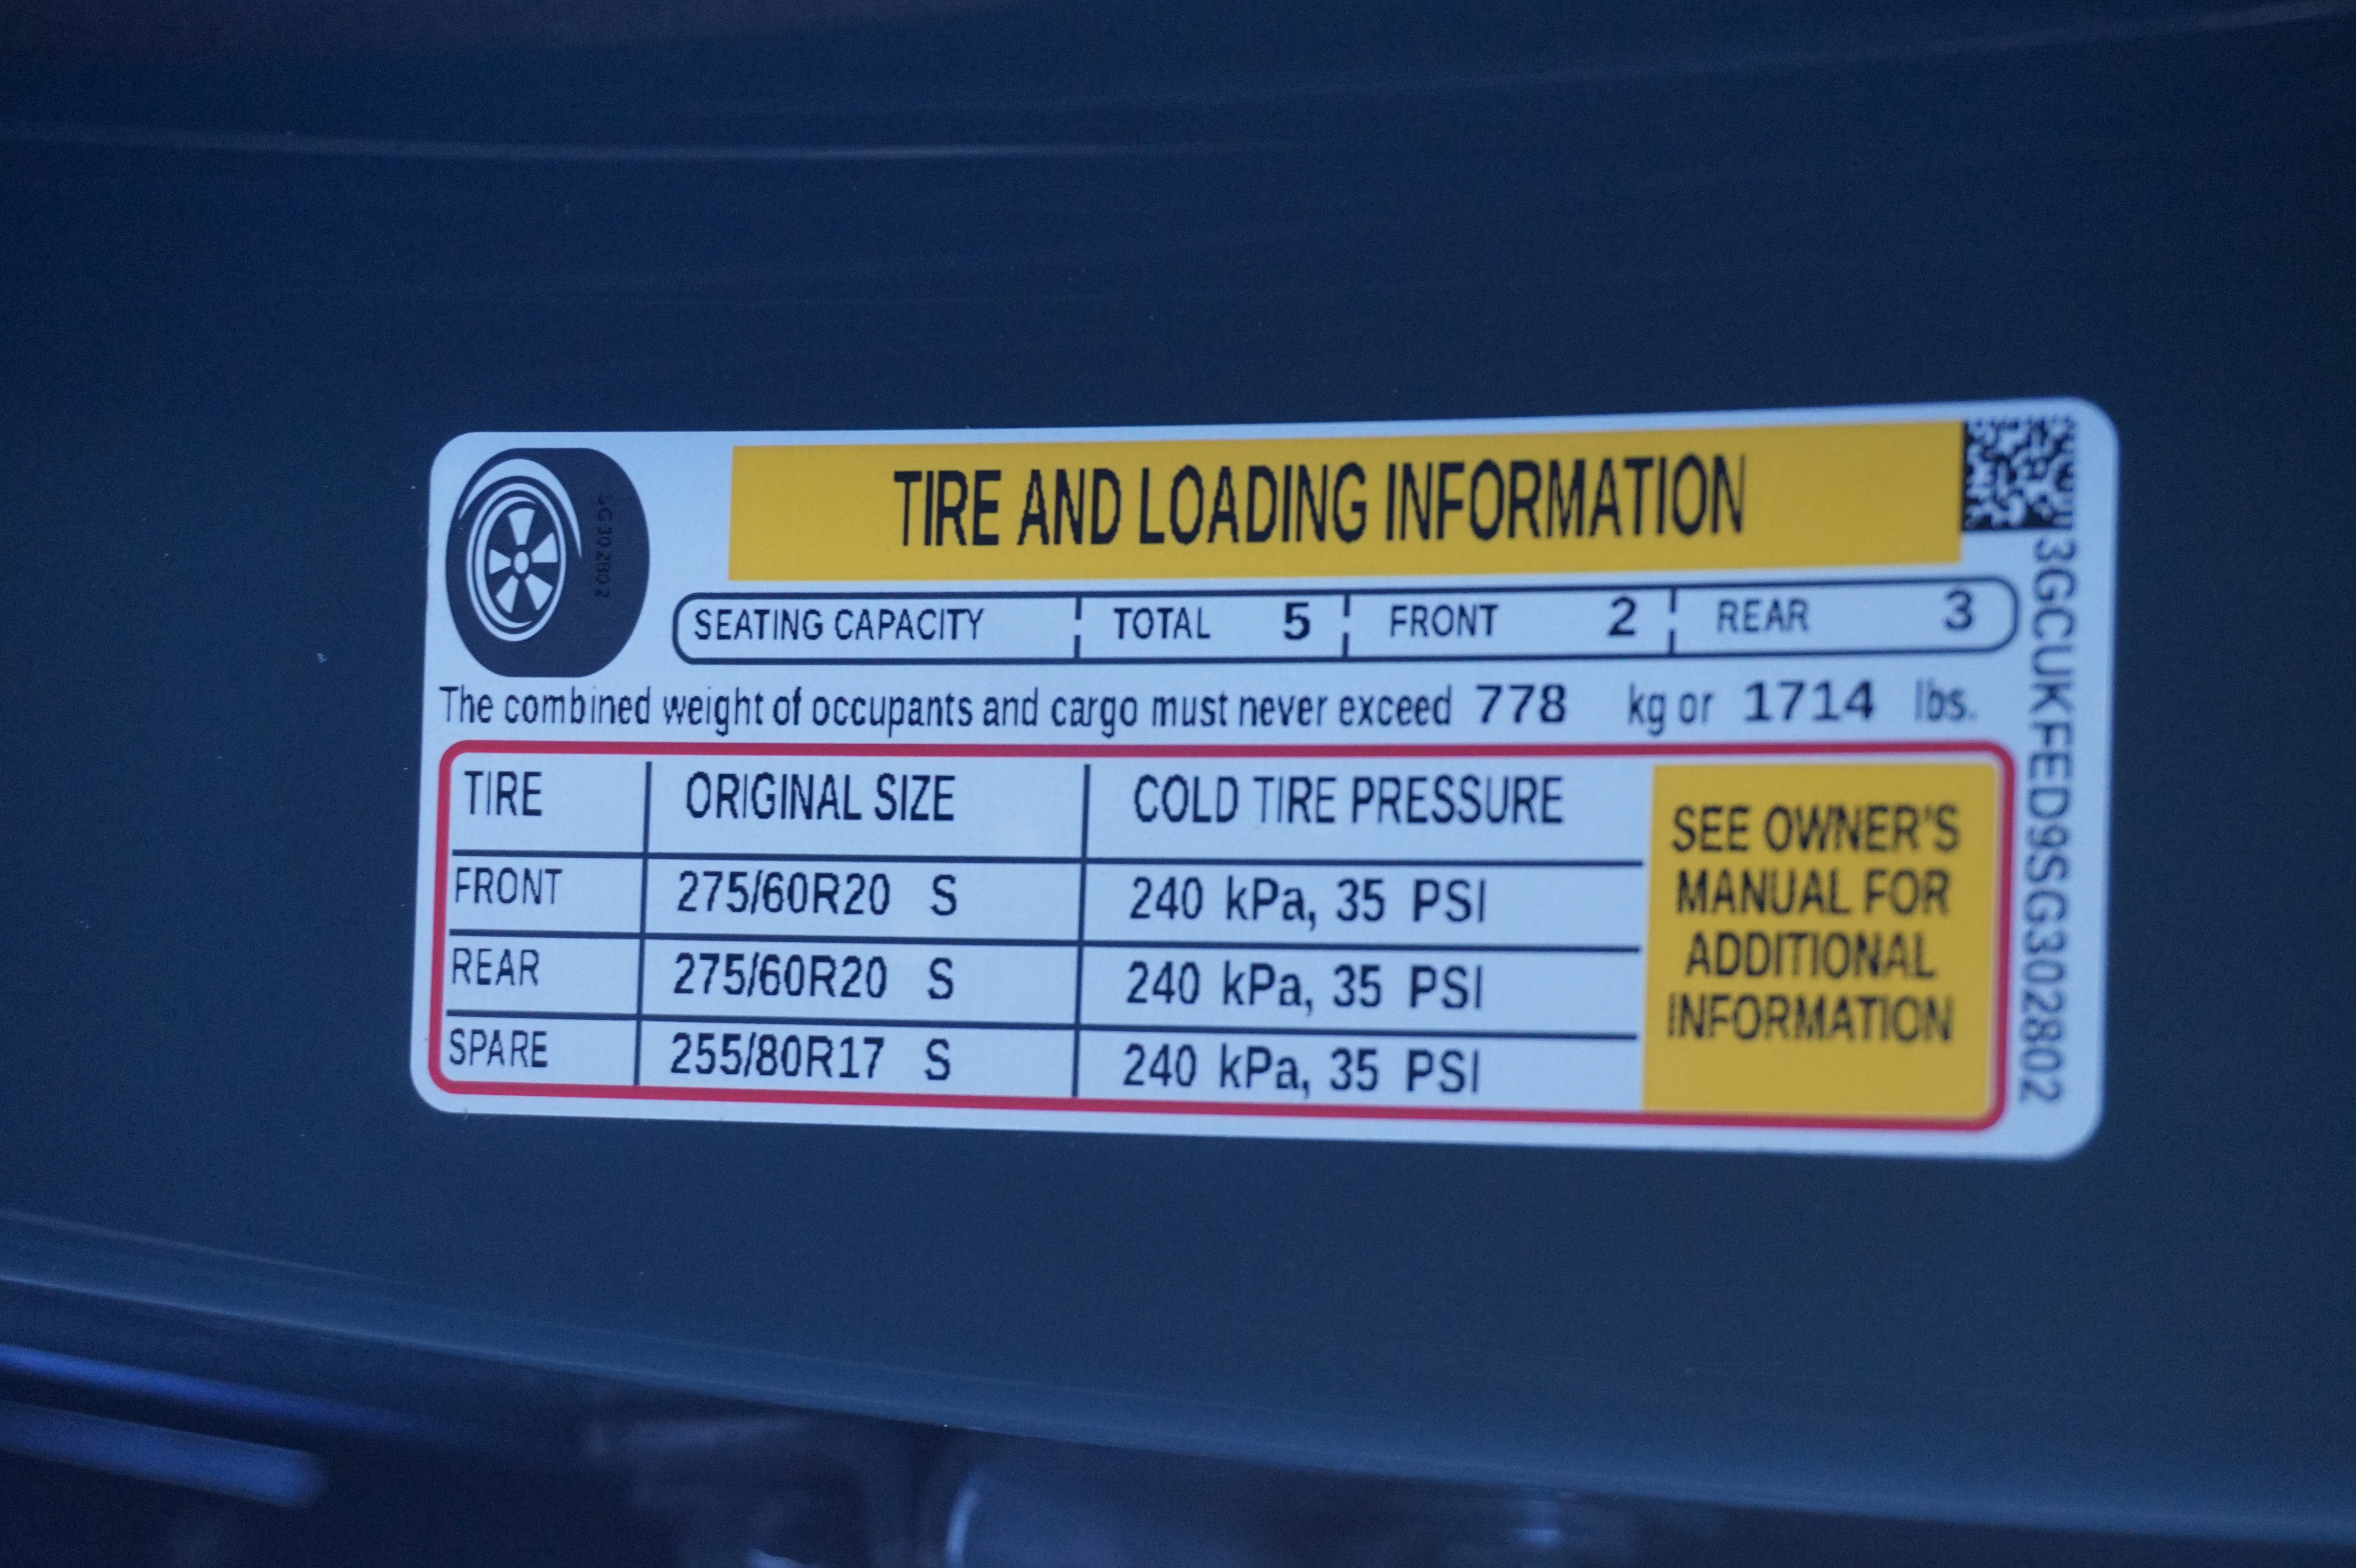 TIRE AND LOADING INFORMATION
SEATING CAPACITY TOTAL 5 FRONT 2 REAR 3
The combined weight of occupants and cargo must never exceed 778 kg or 1714 lbs.
TIRE ORIGINAL SIZE COLD TIRE PRESSURE
FRONT 275/60R20 S 240 kPa, 35 PSI
REAR 275/60R20 S 240 kPa, 35 PSI
SPARE 255/80R17 S 240 kPa, 35 PSI
SEE OWNER'S
MANUAL FOR
ADDITIONAL
INFORMATION
3GCUKFED9SG302802
SG302802